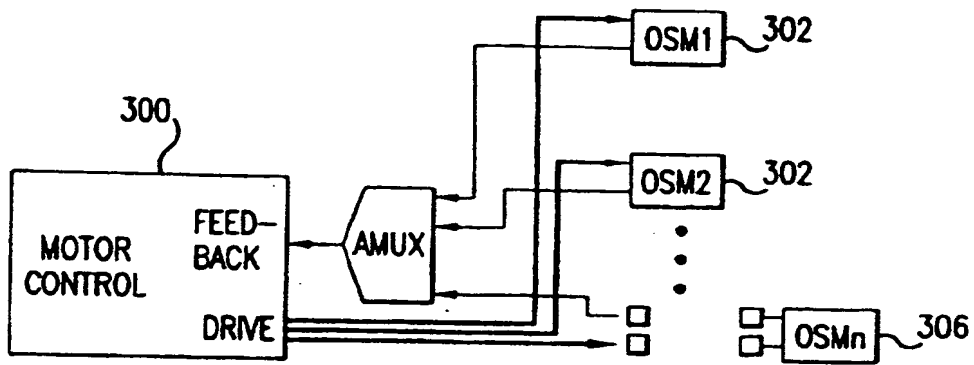 OSM1
302
300
OSM2
302
FEED-
BACK
AMUX
MOTOR
CONTROL
DRIVE
OSMn
306